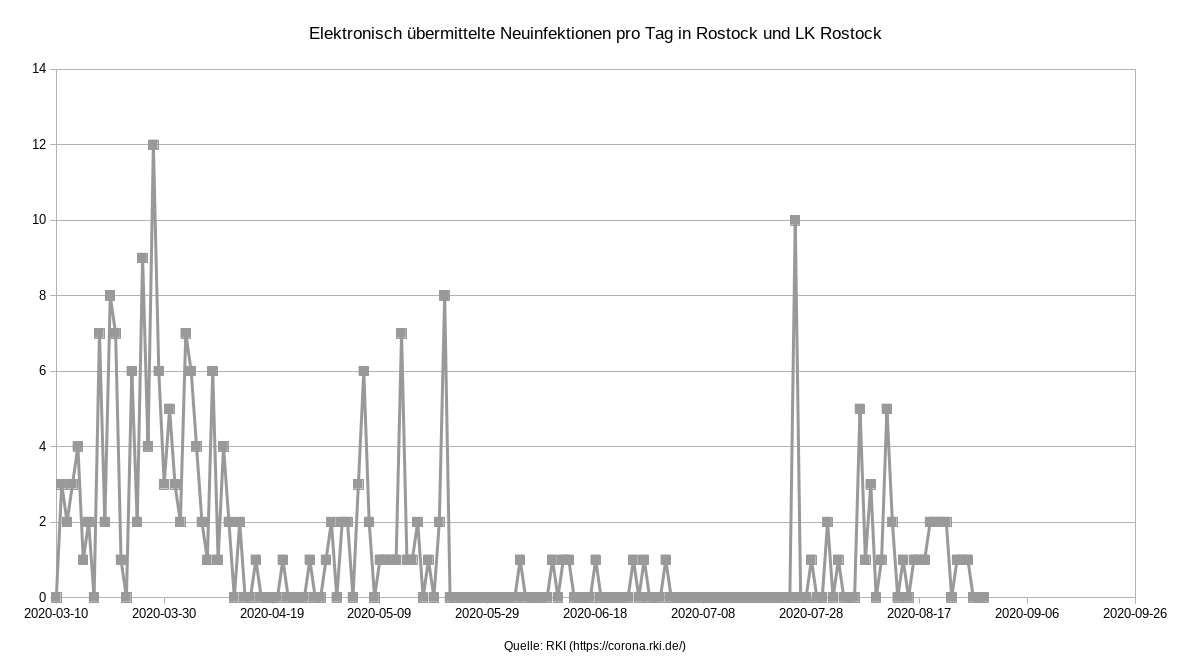 Elektronisch übermittelte Neuinfektionen pro Tag in Rostock und LK Rostock
14
12
10
8
6
4
2
0
2020-03-10 2020-03-30 2020-04-19 2020-05-09 2020-05-29 2020-06-18 2020-07-08 2020-07-28 2020-08-17 2020-09-06 2020-09-26
Quelle: RKI (https://corona.rki.de/)